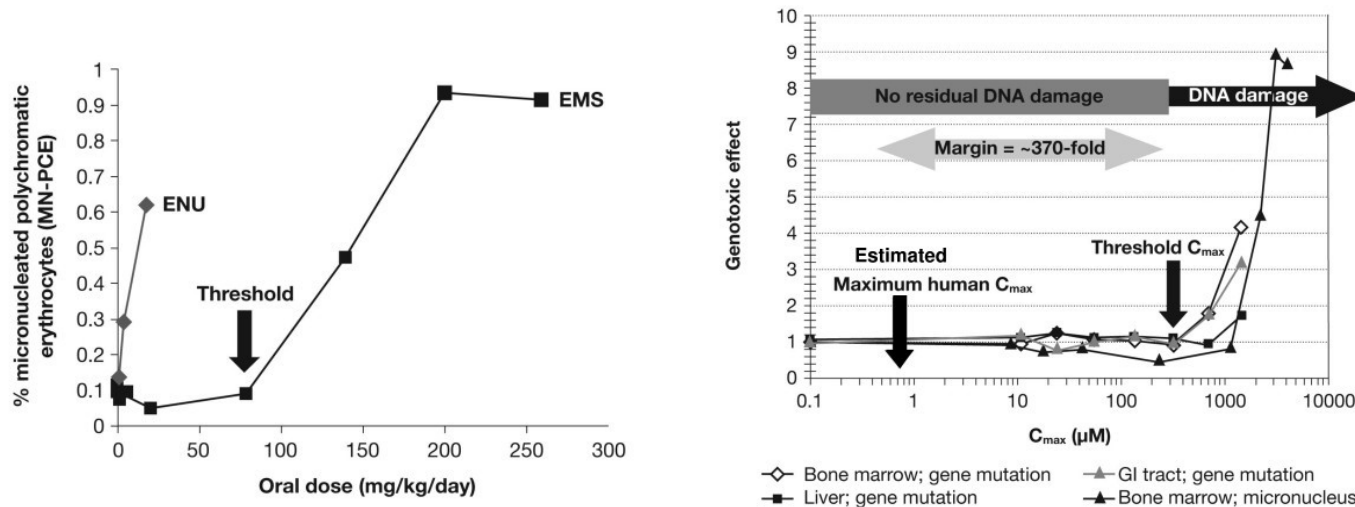 % micronucleated polychromatic
erythrocytes (MN-PCE)
1
0.9
0.8
0.7
0.6
0.5
0.4
0.3
0.2
0.1
0
ENU
EMS
Threshold
0
50
100
150
200
250
300
Oral dose (mg/kg/day)
Genotoxic effect
10
9
8
7
6
5
4
3
2
1
0
No residual DNA damage
DNA damage
Margin = ~370-fold
Estimated
Maximum human Cmax
Threshold Cmax
0.1
1
10
100
1000
10000
Cmax (µM)
Bone marrow; gene mutation
GI tract; gene mutation
Liver; gene mutation
Bone marrow; micronucleus